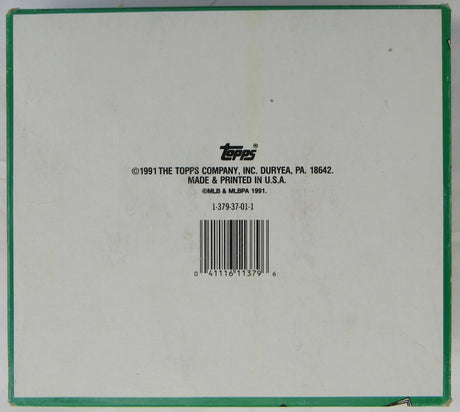 Topps
©1991 THE TOPPS COMPANY, INC. DURYEA, PA. 18642.
MADE & PRINTED IN U.S.A.
©MLB & MLBPA 1991.
1-379-37-01-1
0 41116 11379 6